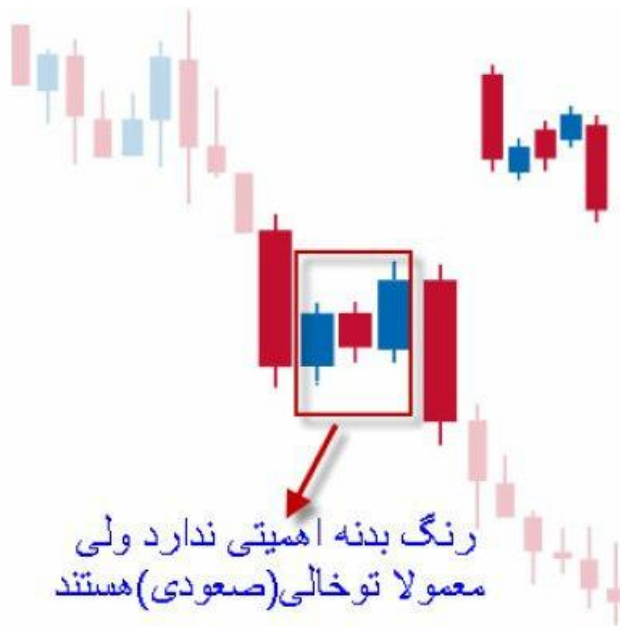 رنگ بدنه اهمیتی ندارد ولی
معمولا توخالی(صعودی)هستند